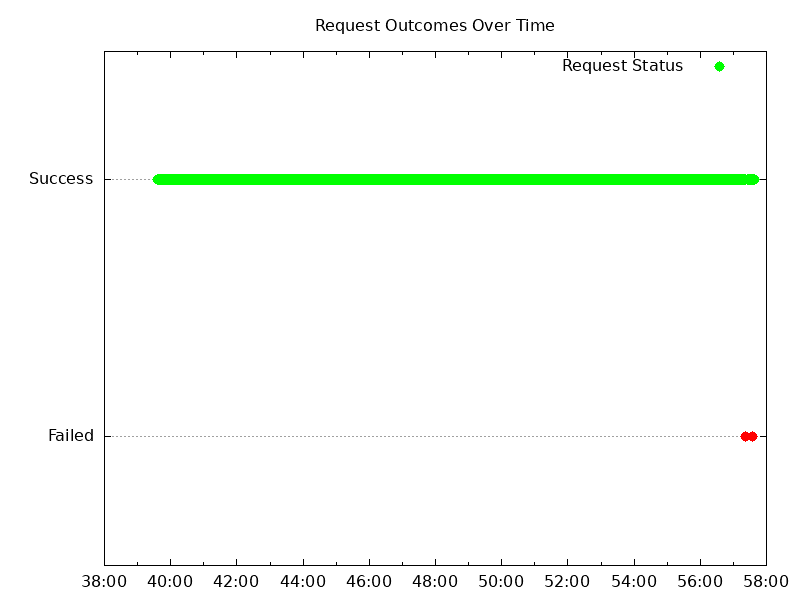 Request Outcomes Over Time
Request Status
Success
Failed
38:00 40:00 42:00 44:00 46:00 48:00 50:00 52:00 54:00 56:00 58:00